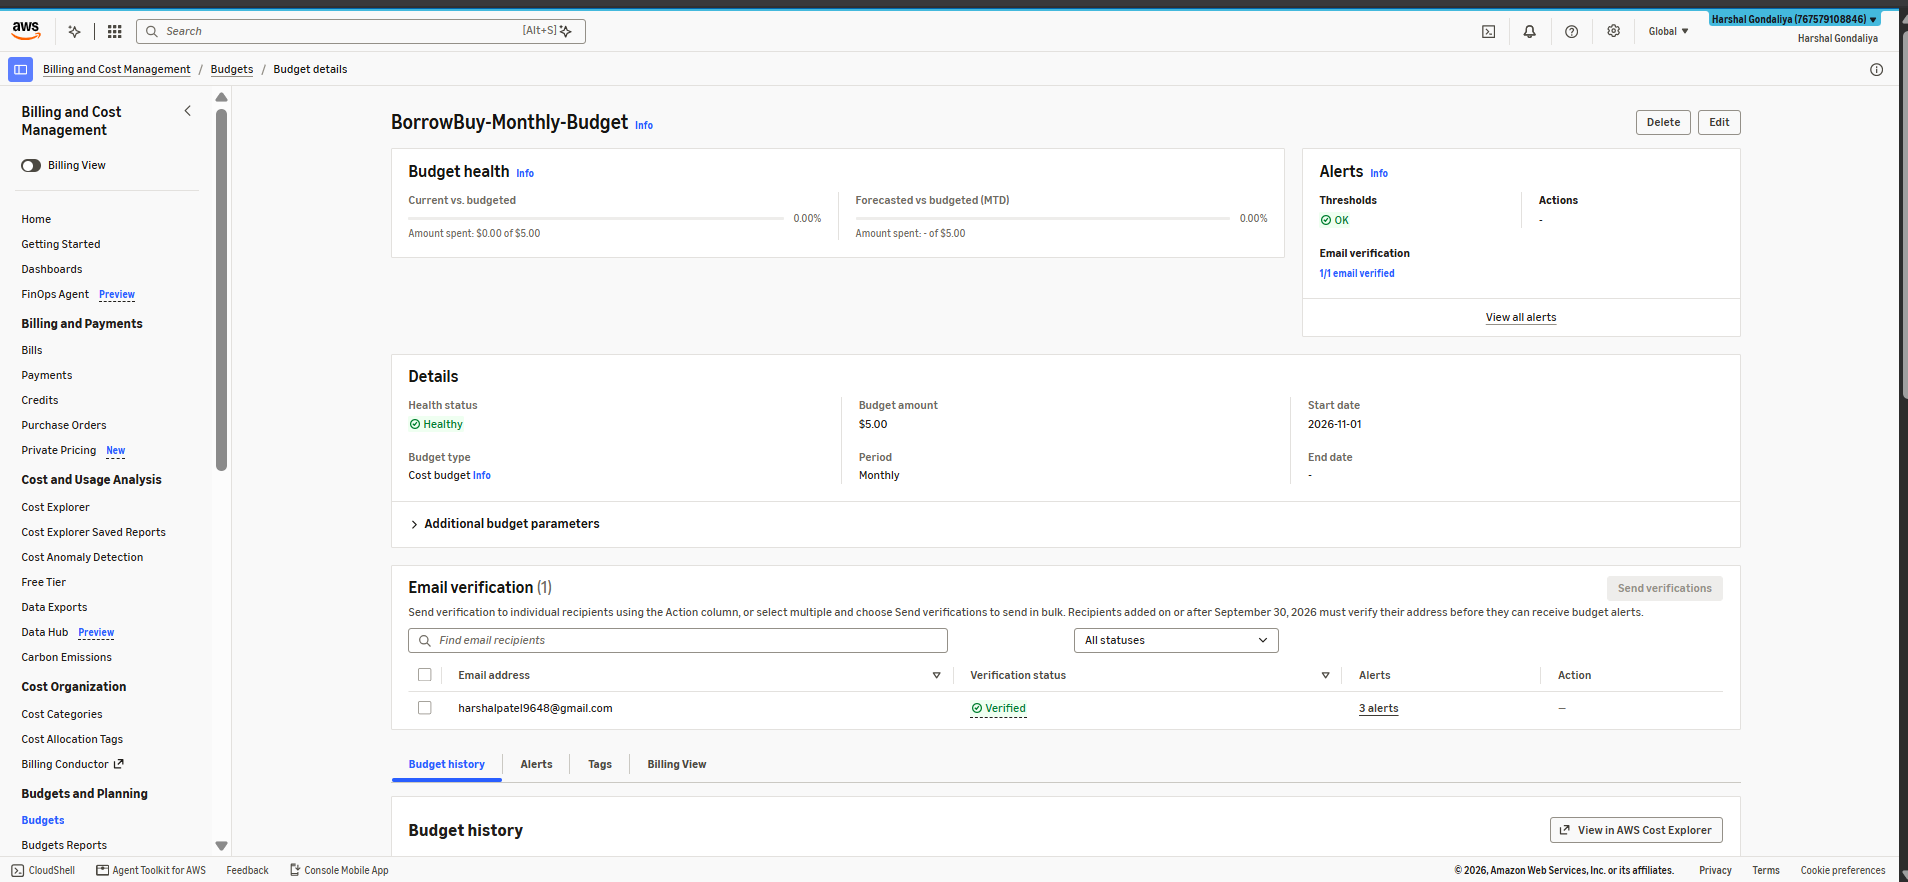 aws
Search [Alt+S]
Global
Harshal Gondaliya (767579108846)
Harshal Gondaliya
Billing and Cost Management / Budgets / Budget details
Billing and Cost
Management
Billing View
Home
Getting Started
Dashboards
FinOps Agent Preview
Billing and Payments
Bills
Payments
Credits
Purchase Orders
Private Pricing New
Cost and Usage Analysis
Cost Explorer
Cost Explorer Saved Reports
Cost Anomaly Detection
Free Tier
Data Exports
Data Hub Preview
Carbon Emissions
Cost Organization
Cost Categories
Cost Allocation Tags
Billing Conductor
Budgets and Planning
Budgets
Budgets Reports
BorrowBuy-Monthly-Budget Info
Delete Edit
Budget health Info
Current vs. budgeted
0.00%
Amount spent: $0.00 of $5.00
Forecasted vs budgeted (MTD)
0.00%
Amount spent: - of $5.00
Alerts Info
Thresholds
OK
Actions
-
Email verification
1/1 email verified
View all alerts
Details
Health status
Healthy
Budget type
Cost budget Info
Budget amount
$5.00
Period
Monthly
Start date
2026-11-01
End date
-
Additional budget parameters
Email verification (1)
Send verifications
Send verification to individual recipients using the Action column, or select multiple and choose Send verifications to send in bulk. Recipients added on or after September 30, 2026 must verify their address before they can receive budget alerts.
Find email recipients
All statuses
Email address Verification status Alerts Action
harshalpatel9648@gmail.com Verified 3 alerts –
Budget history Alerts Tags Billing View
Budget history
View in AWS Cost Explorer
CloudShell Agent Toolkit for AWS Feedback Console Mobile App
© 2026, Amazon Web Services, Inc. or its affiliates. Privacy Terms Cookie preferences